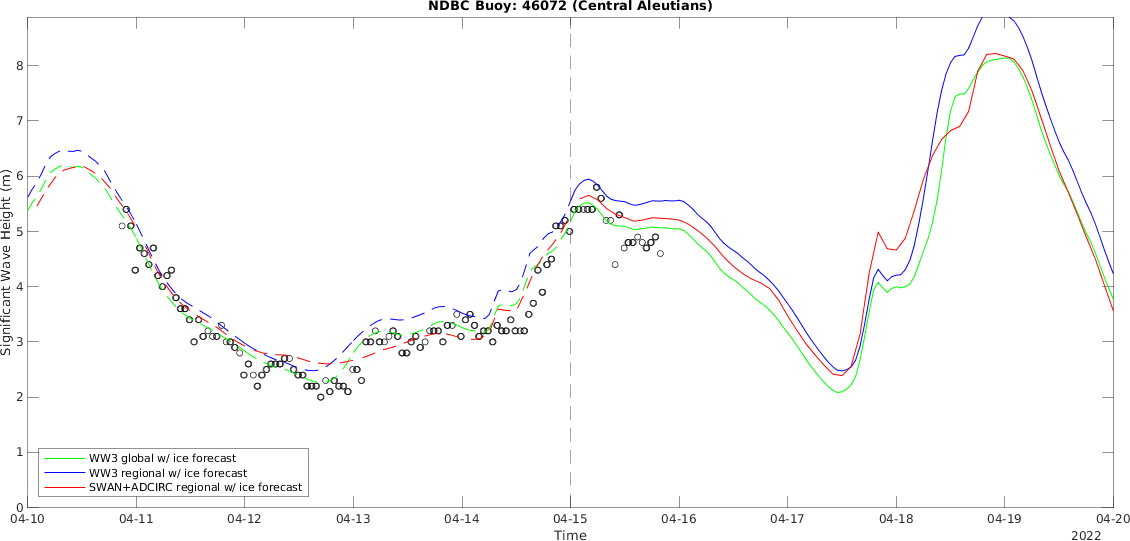 NDBC Buoy: 46072 (Central Aleutians)
Significant Wave Height (m)
8
7
6
5
4
3
2
1
0
WW3 global w/ ice forecast
WW3 regional w/ ice forecast
SWAN+ADCIRC regional w/ ice forecast
04-10 04-11 04-12 04-13 04-14 04-15 04-16 04-17 04-18 04-19 04-20
Time
2022